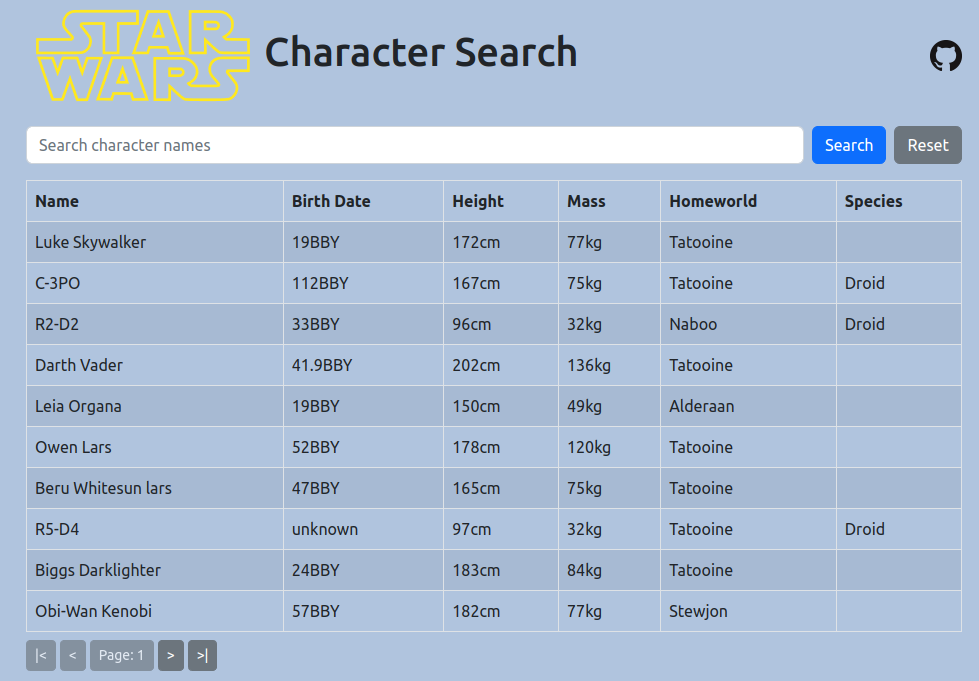 STAR
WARS
Character Search
Search character names
Search
Reset
Name Birth Date Height Mass Homeworld Species
Luke Skywalker 19BBY 172cm 77kg Tatooine
C-3PO 112BBY 167cm 75kg Tatooine Droid
R2-D2 33BBY 96cm 32kg Naboo Droid
Darth Vader 41.9BBY 202cm 136kg Tatooine
Leia Organa 19BBY 150cm 49kg Alderaan
Owen Lars 52BBY 178cm 120kg Tatooine
Beru Whitesun lars 47BBY 165cm 75kg Tatooine
R5-D4 unknown 97cm 32kg Tatooine Droid
Biggs Darklighter 24BBY 183cm 84kg Tatooine
Obi-Wan Kenobi 57BBY 182cm 77kg Stewjon
|< < Page: 1 > >|